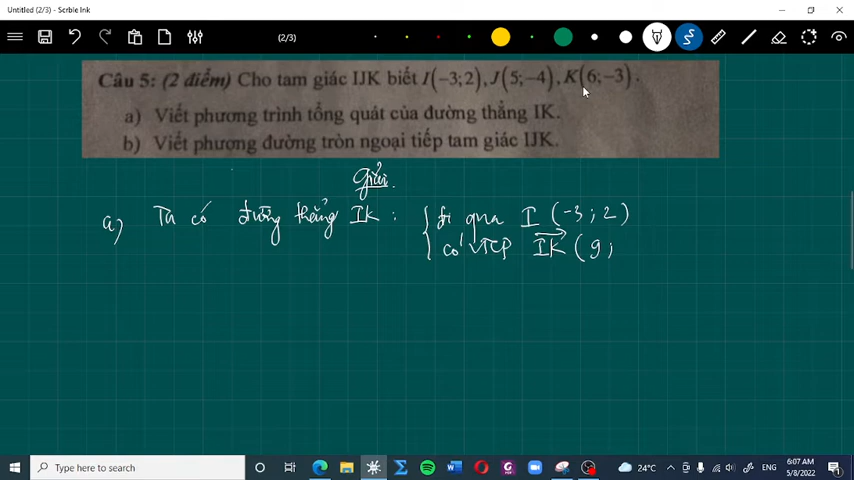 Untitled (2/3) - Scrble Ink
(2/3)
Câu 5: (2 điểm) Cho tam giác IJK biết I(−3;2), J(5;−4), K(6;−3).
a) Viết phương trình tổng quát của đường thẳng IK.
b) Viết phượng đường tròn ngoại tiếp tam giác IJK.
giải.
a) Ta có đường thẳng IK : { đi qua I (-3 ; 2)
có VTCP IK (9 ;
Type here to search
24°C ENG 6:07 AM
5/8/2022